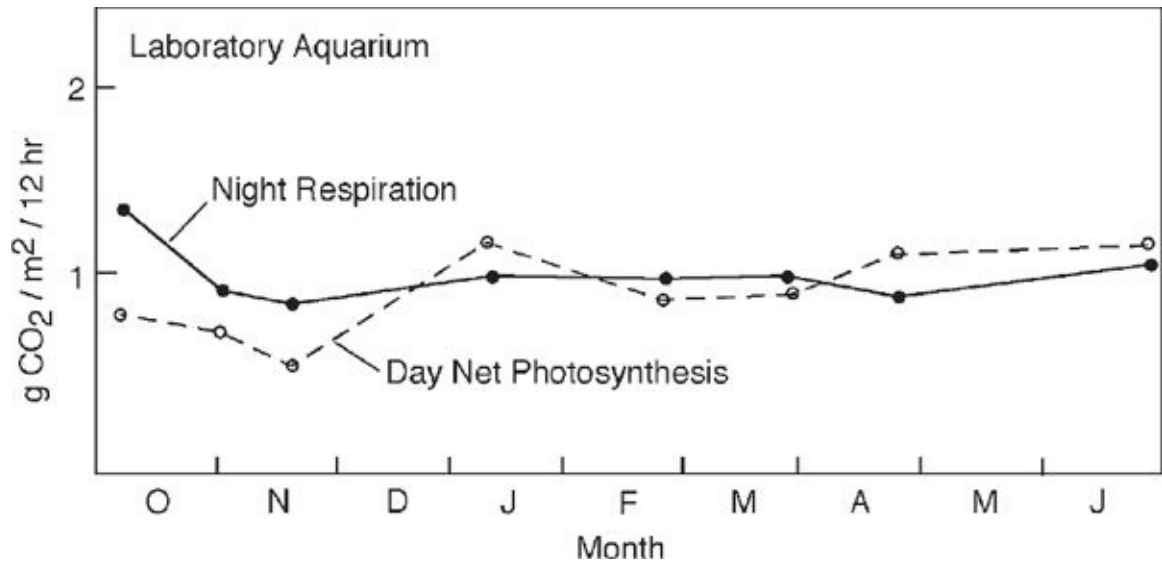 Laboratory Aquarium
2
Night Respiration
1
g CO₂ / m² / 12 hr
Day Net Photosynthesis
O N D J F M A M J
Month